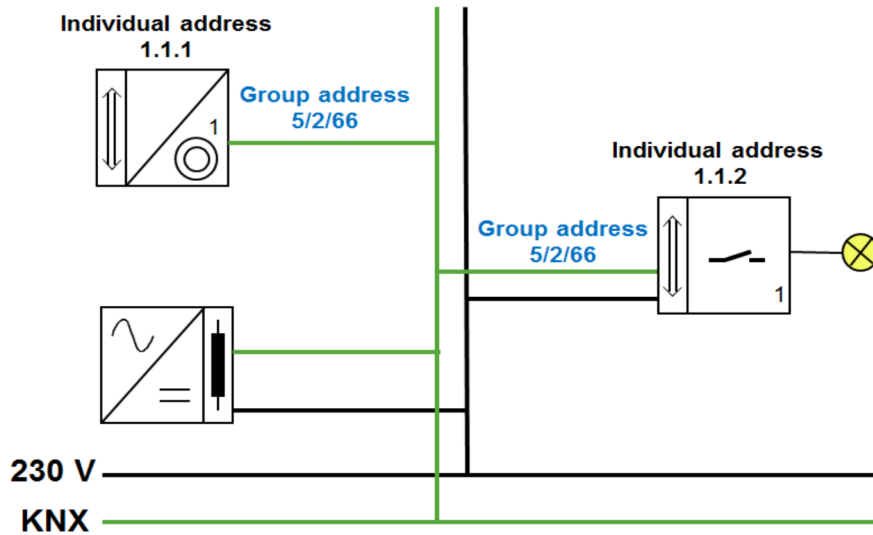 Individual address
1.1.1
Group address
5/2/66
1
Individual address
1.1.2
Group address
5/2/66
1
230 V
KNX